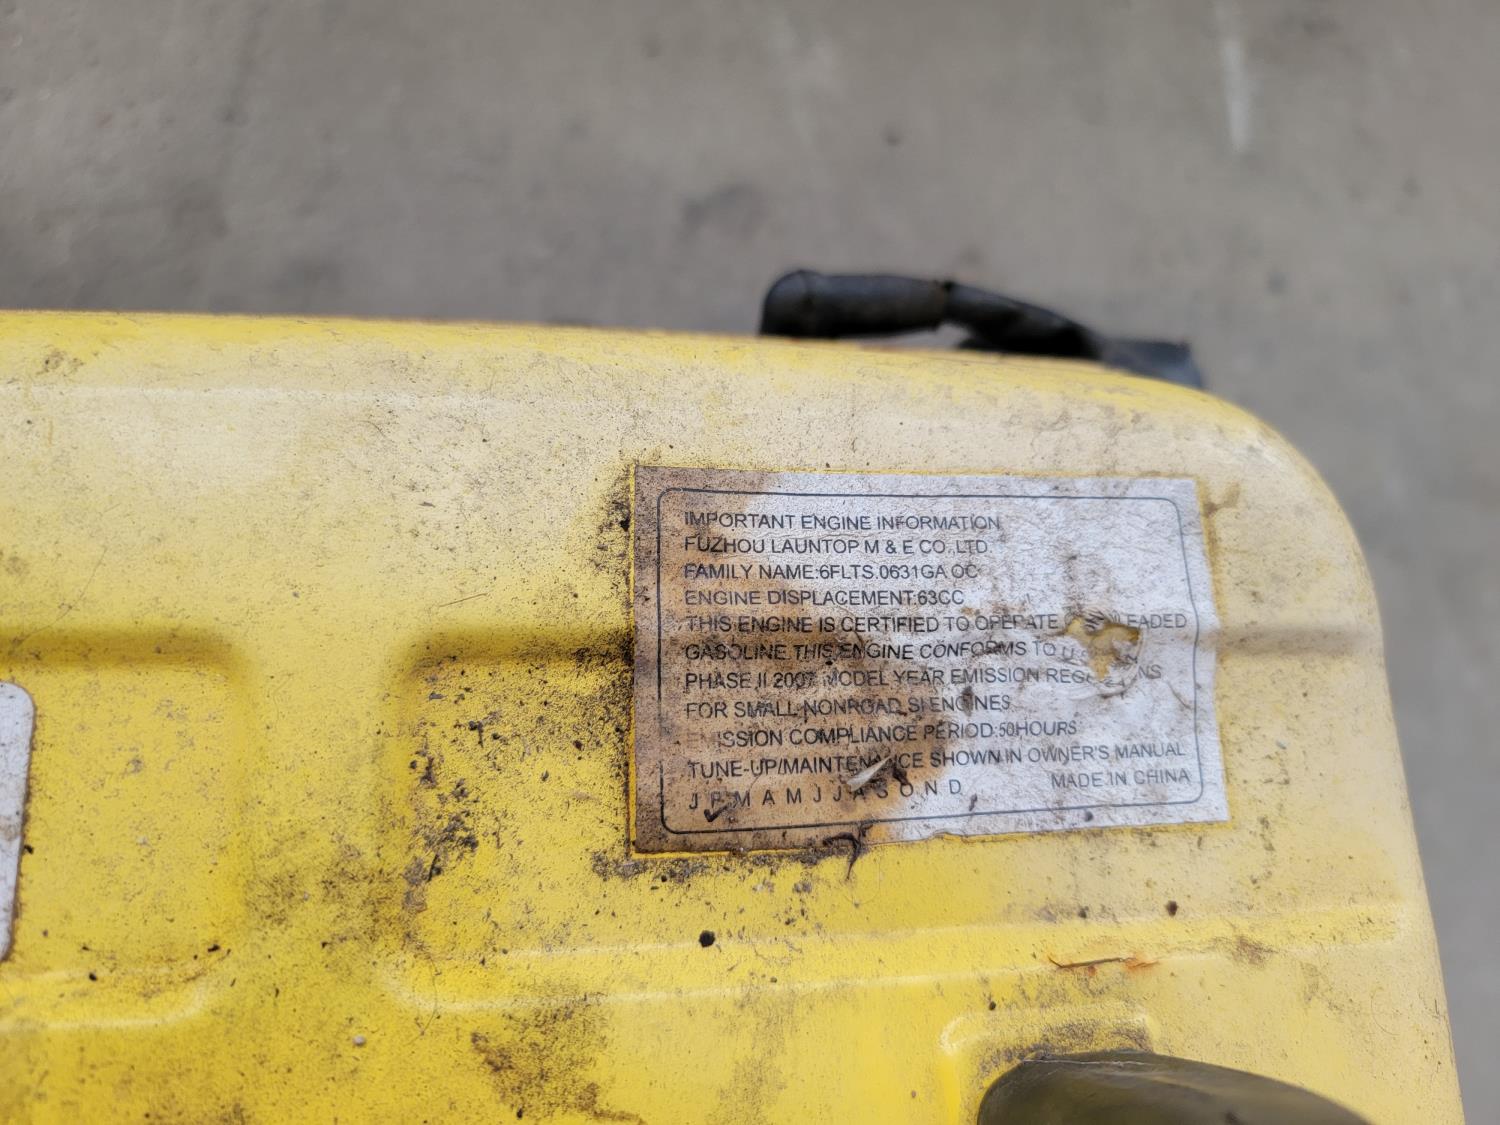 IMPORTANT ENGINE INFORMATION
FUZHOU LAUNTOP M & E CO.,LTD.
FAMILY NAME:6FLTS.0631GA OC
ENGINE DISPLACEMENT:63CC
THIS ENGINE IS CERTIFIED TO OPERATE
GASOLINE.THIS ENGINE CONFORMS TO
PHASE II 2007 MODEL YEAR EMISSION
FOR SMALL NONROAD SI ENGINES
EMISSION COMPLIANCE PERIOD:50HOURS
TUNE-UP/MAINTENANCE SHOWN IN OWNER'S MANUAL
J F M A M J J A S O N D MADE IN CHINA